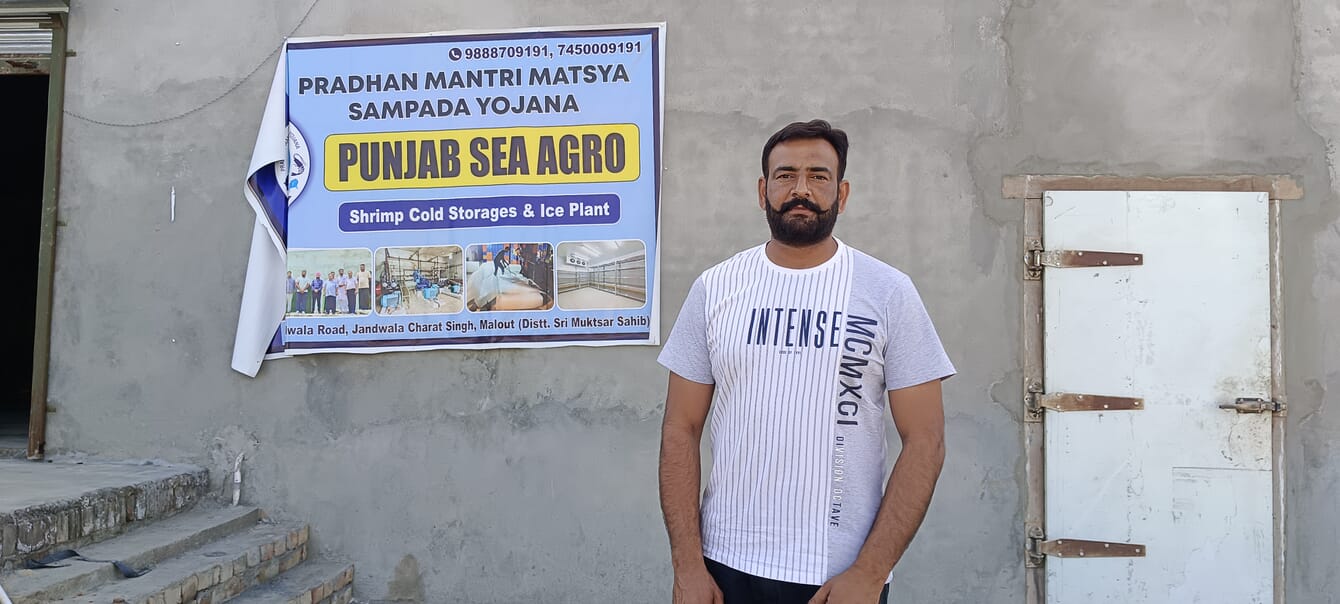 9888709191, 7450009191
PRADHAN MANTRI MATSYA
SAMPADA YOJANA
PUNJAB SEA AGRO
Shrimp Cold Storages & Ice Plant
wala Road, Jandwala Charat Singh, Malout (Distt. Sri Muktsar Sahib)
INTENSE
MCMXCI
DIVISION OCTAVE